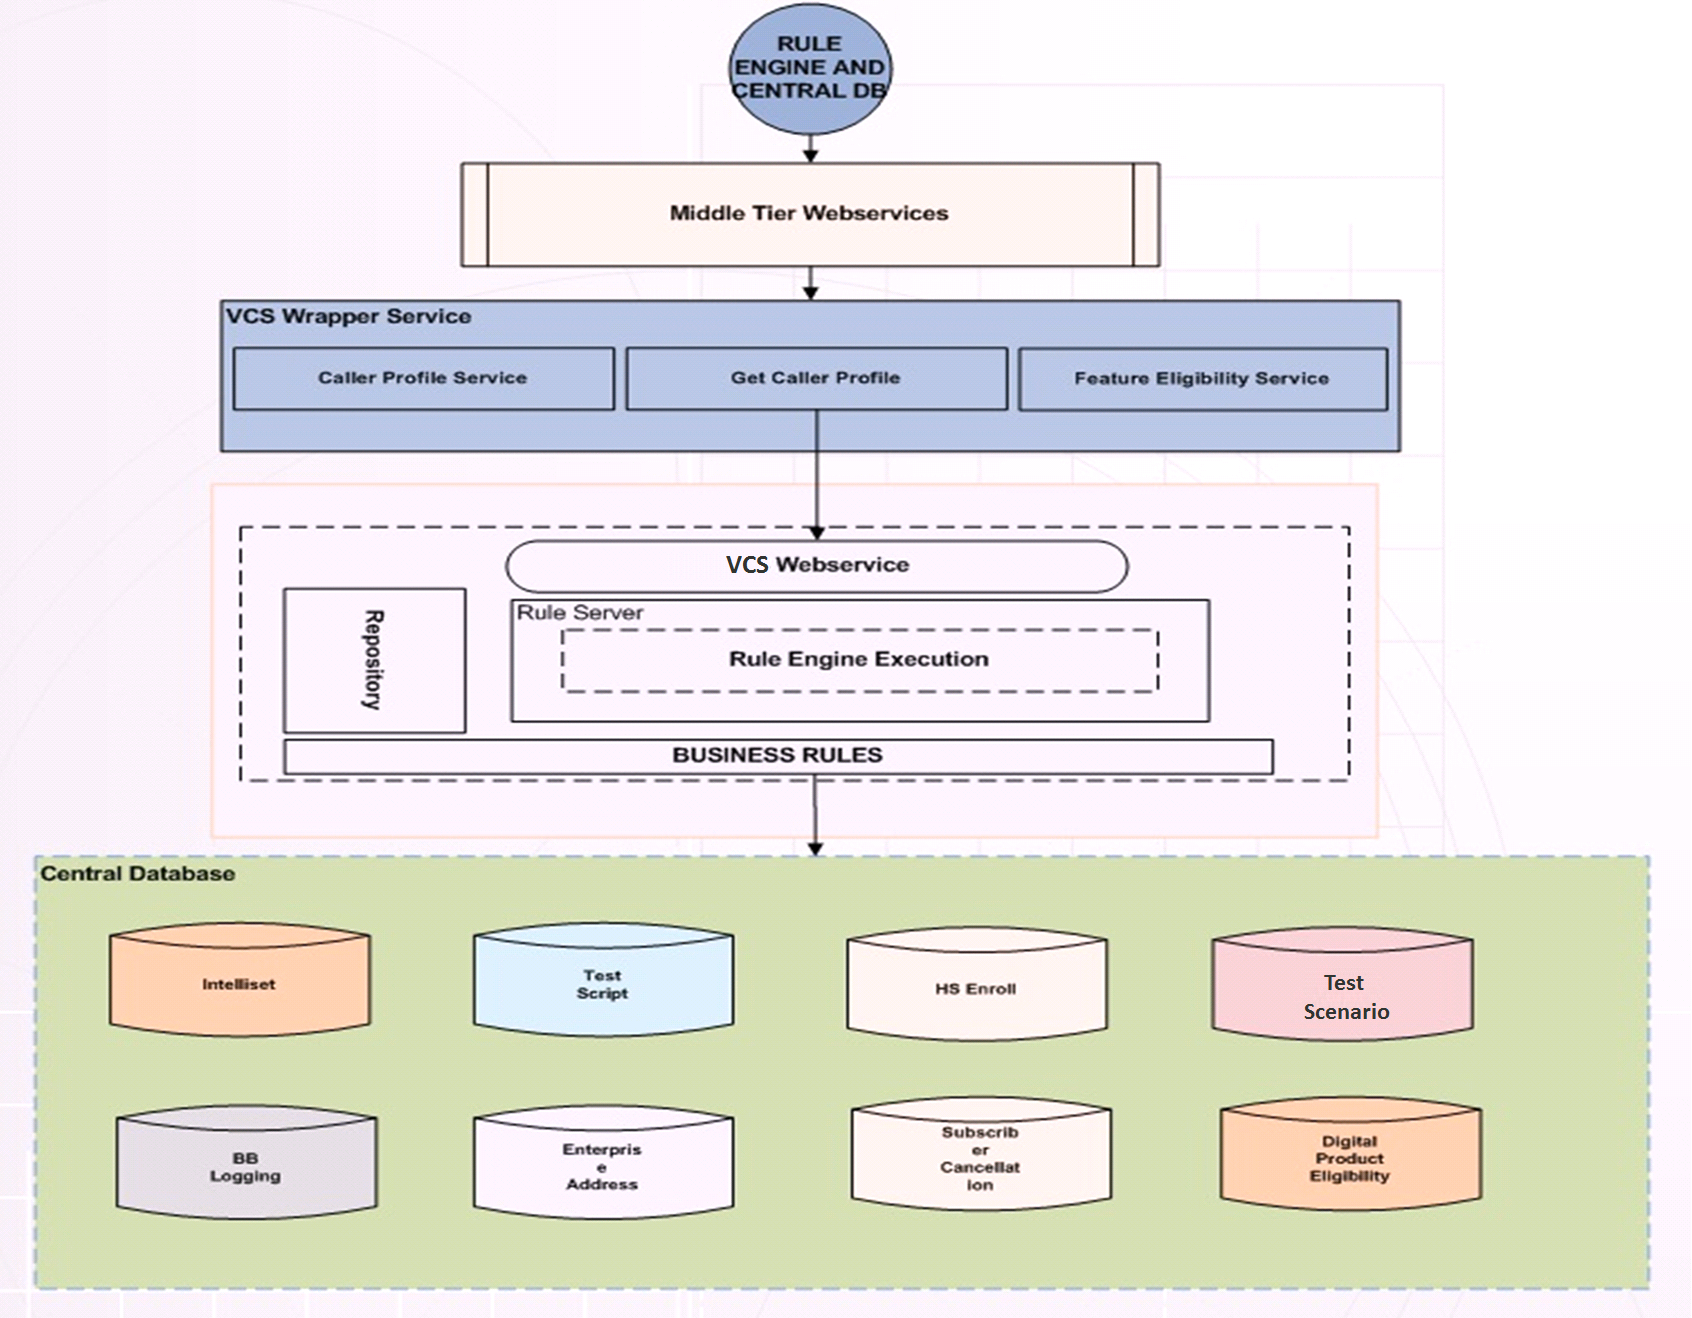 RULE
ENGINE AND
CENTRAL DB
Middle Tier Webservices
VCS Wrapper Service
Caller Profile Service
Get Caller Profile
Feature Eligibility Service
VCS Webservice
Repository
Rule Server
Rule Engine Execution
BUSINESS RULES
Central Database
Intelliset
Test
Script
HS Enroll
Test
Scenario
BB
Logging
Enterpris
e
Address
Subscrib
er
Cancellat
ion
Digital
Product
Eligibility